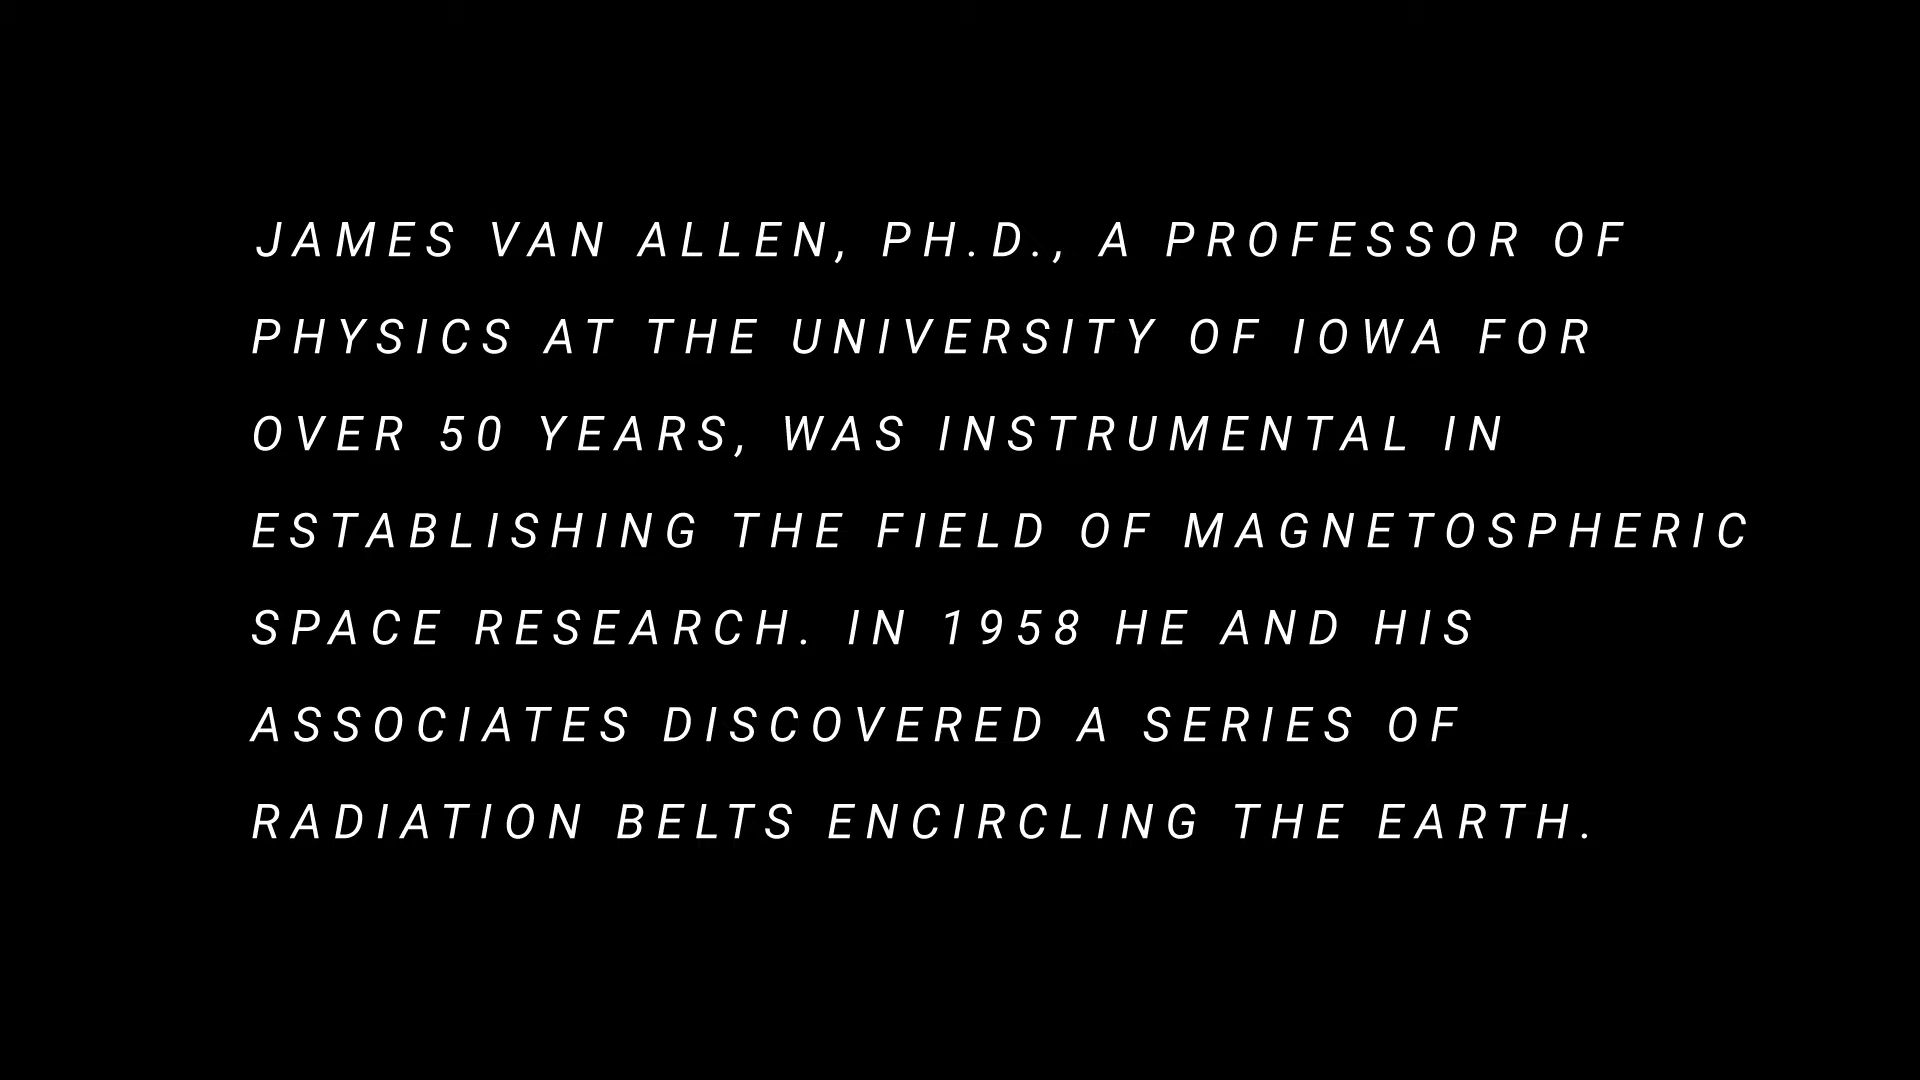 JAMES VAN ALLEN, PH.D., A PROFESSOR OF
PHYSICS AT THE UNIVERSITY OF IOWA FOR
OVER 50 YEARS, WAS INSTRUMENTAL IN
ESTABLISHING THE FIELD OF MAGNETOSPHERIC
SPACE RESEARCH. IN 1958 HE AND HIS
ASSOCIATES DISCOVERED A SERIES OF
RADIATION BELTS ENCIRCLING THE EARTH.